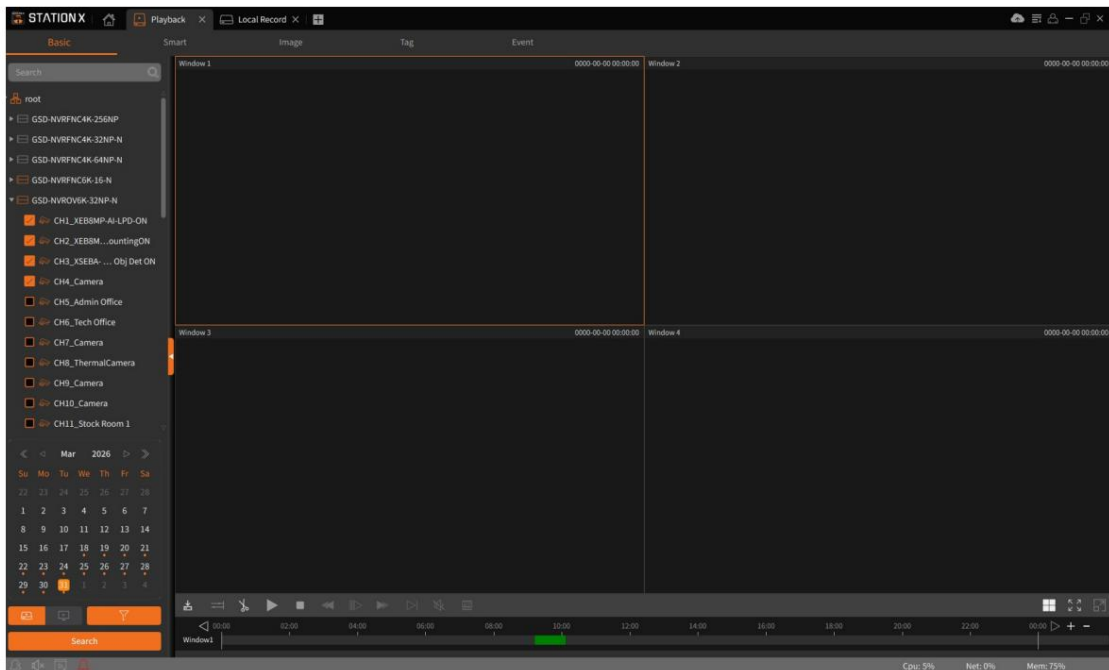 STATIONX Playback × Local Record ×
Basic Smart Image Tag Event
Search
root
GSD-NVRFNC4K-256NP
GSD-NVRFNC4K-32NP-N
GSD-NVRFNC4K-64NP-N
GSD-NVRFNC6K-16-N
GSD-NVROV6K-32NP-N
CH1_XEB8MP-AI-LPD-ON
CH2_XEB8M...ountingON
CH3_XSEBA- ... Obj Det ON
CH4_Camera
CH5_Admin Office
CH6_Tech Office
CH7_Camera
CH8_ThermalCamera
CH9_Camera
CH10_Camera
CH11_Stock Room 1
Mar 2026
Su Mo Tu We Th Fr Sa
22 23 24 25 26 27 28
1 2 3 4 5 6 7
8 9 10 11 12 13 14
15 16 17 18 19 20 21
22 23 24 25 26 27 28
29 30 31 1 2 3 4
Search
Window 1 0000-00-00 00:00:00
Window 2 0000-00-00 00:00:00
Window 3 0000-00-00 00:00:00
Window 4 0000-00-00 00:00:00
00:00 02:00 04:00 06:00 08:00 10:00 12:00 14:00 16:00 18:00 20:00 22:00 00:00
Window1
Cpu: 5% Net: 0% Mem: 75%